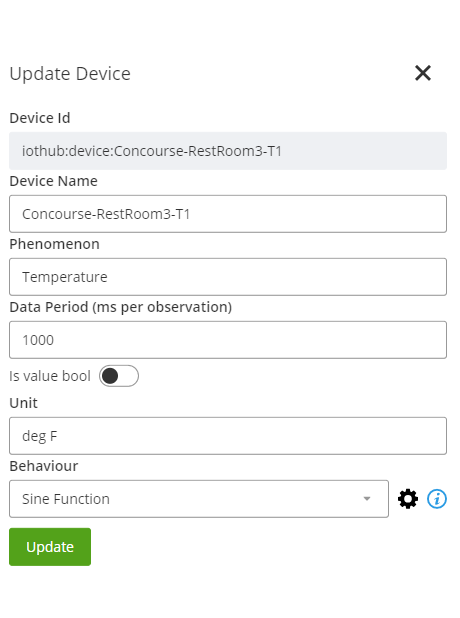 Update Device
Device Id
iothub:device:Concourse-RestRoom3-T1
Device Name
Concourse-RestRoom3-T1
Phenomenon
Temperature
Data Period (ms per observation)
1000
Is value bool
Unit
deg F
Behaviour
Sine Function
Update